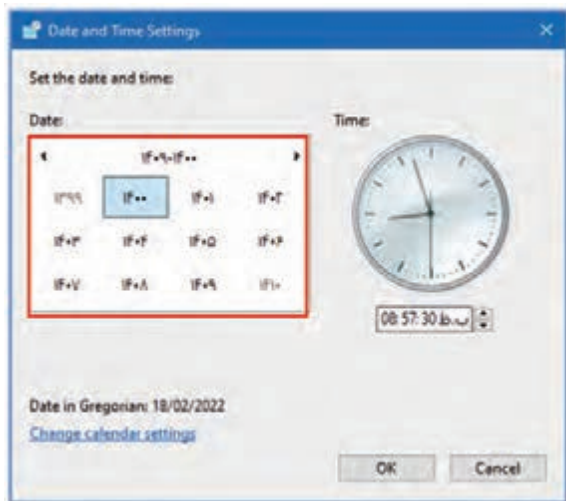 Date and Time Settings
Set the date and time:
Date:
Time:
۱۴۰۹-۱۴۰۰
۱۳۹۹ ۱۴۰۰ ۱۴۰۱ ۱۴۰۲
۱۴۰۳ ۱۴۰۴ ۱۴۰۵ ۱۴۰۶
۱۴۰۷ ۱۴۰۸ ۱۴۰۹ ۱۴۱۰
08:57:30 ب.ظ
Date in Gregorian: 18/02/2022
Change calendar settings
OK
Cancel